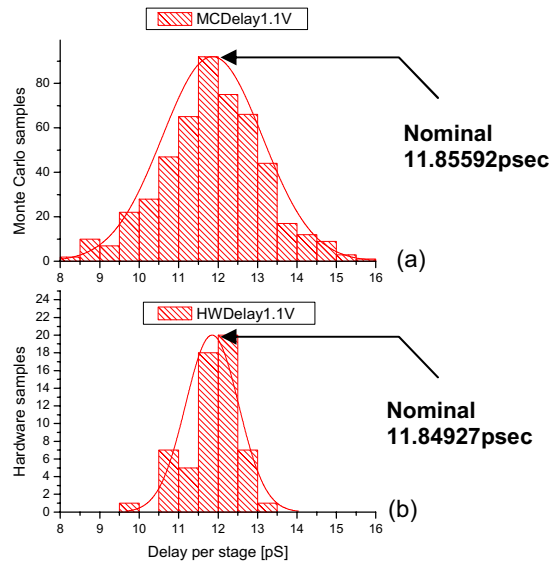 MCDelay1.1V
80
60
40
20
0
Monte Carlo samples
Nominal
11.85592psec
8 9 10 11 12 13 14 15 16
(a)
HWDelay1.1V
24
22
20
18
16
14
12
10
8
6
4
2
0
Hardware samples
Nominal
11.84927psec
(b)
8 9 10 11 12 13 14 15 16
Delay per stage [pS]